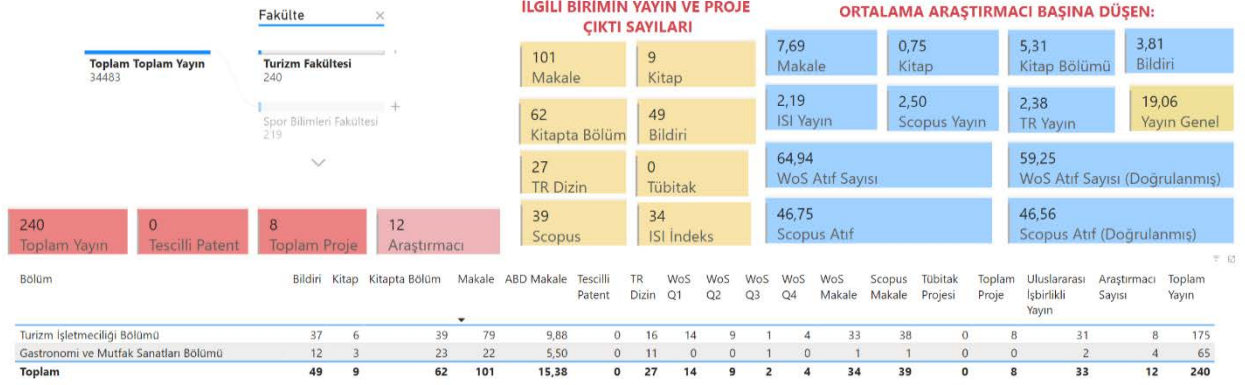 Fakülte
Toplam Toplam Yayın
34483
Turizm Fakültesi
240
Spor Bilimleri Fakültesi
219
240
Toplam Yayın
0
Tescilli Patent
8
Toplam Proje
12
Araştırmacı
İLGİLİ BİRİMİN YAYIN VE PROJE
ÇIKTI SAYILARI
101
Makale
9
Kitap
62
Kitapta Bölüm
49
Bildiri
27
TR Dizin
0
Tübitak
39
Scopus
34
ISI İndeks
ORTALAMA ARAŞTIRMACI BAŞINA DÜŞEN:
7,69
Makale
0,75
Kitap
5,31
Kitap Bölümü
3,81
Bildiri
2,19
ISI Yayın
2,50
Scopus Yayın
2,38
TR Yayın
19,06
Yayın Genel
64,94
WoS Atıf Sayısı
59,25
WoS Atıf Sayısı (Doğrulanmış)
46,75
Scopus Atıf
46,56
Scopus Atıf (Doğrulanmış)
Bölüm Bildiri Kitap Kitapta Bölüm Makale ABD Makale Tescilli Patent TR Dizin WoS Q1 WoS Q2 WoS Q3 WoS Q4 WoS Makale Scopus Makale Tübitak Projesi Toplam Proje Uluslararası İşbirlikli Yayın Araştırmacı Sayısı Toplam Yayın
Turizm İşletmeciliği Bölümü 37 6 39 79 9,88 0 16 14 9 1 4 33 38 0 8 31 8 175
Gastronomi ve Mutfak Sanatları Bölümü 12 3 23 22 5,50 0 11 0 0 1 0 1 1 0 0 2 4 65
Toplam 49 9 62 101 15,38 0 27 14 9 2 4 34 39 0 8 33 12 240